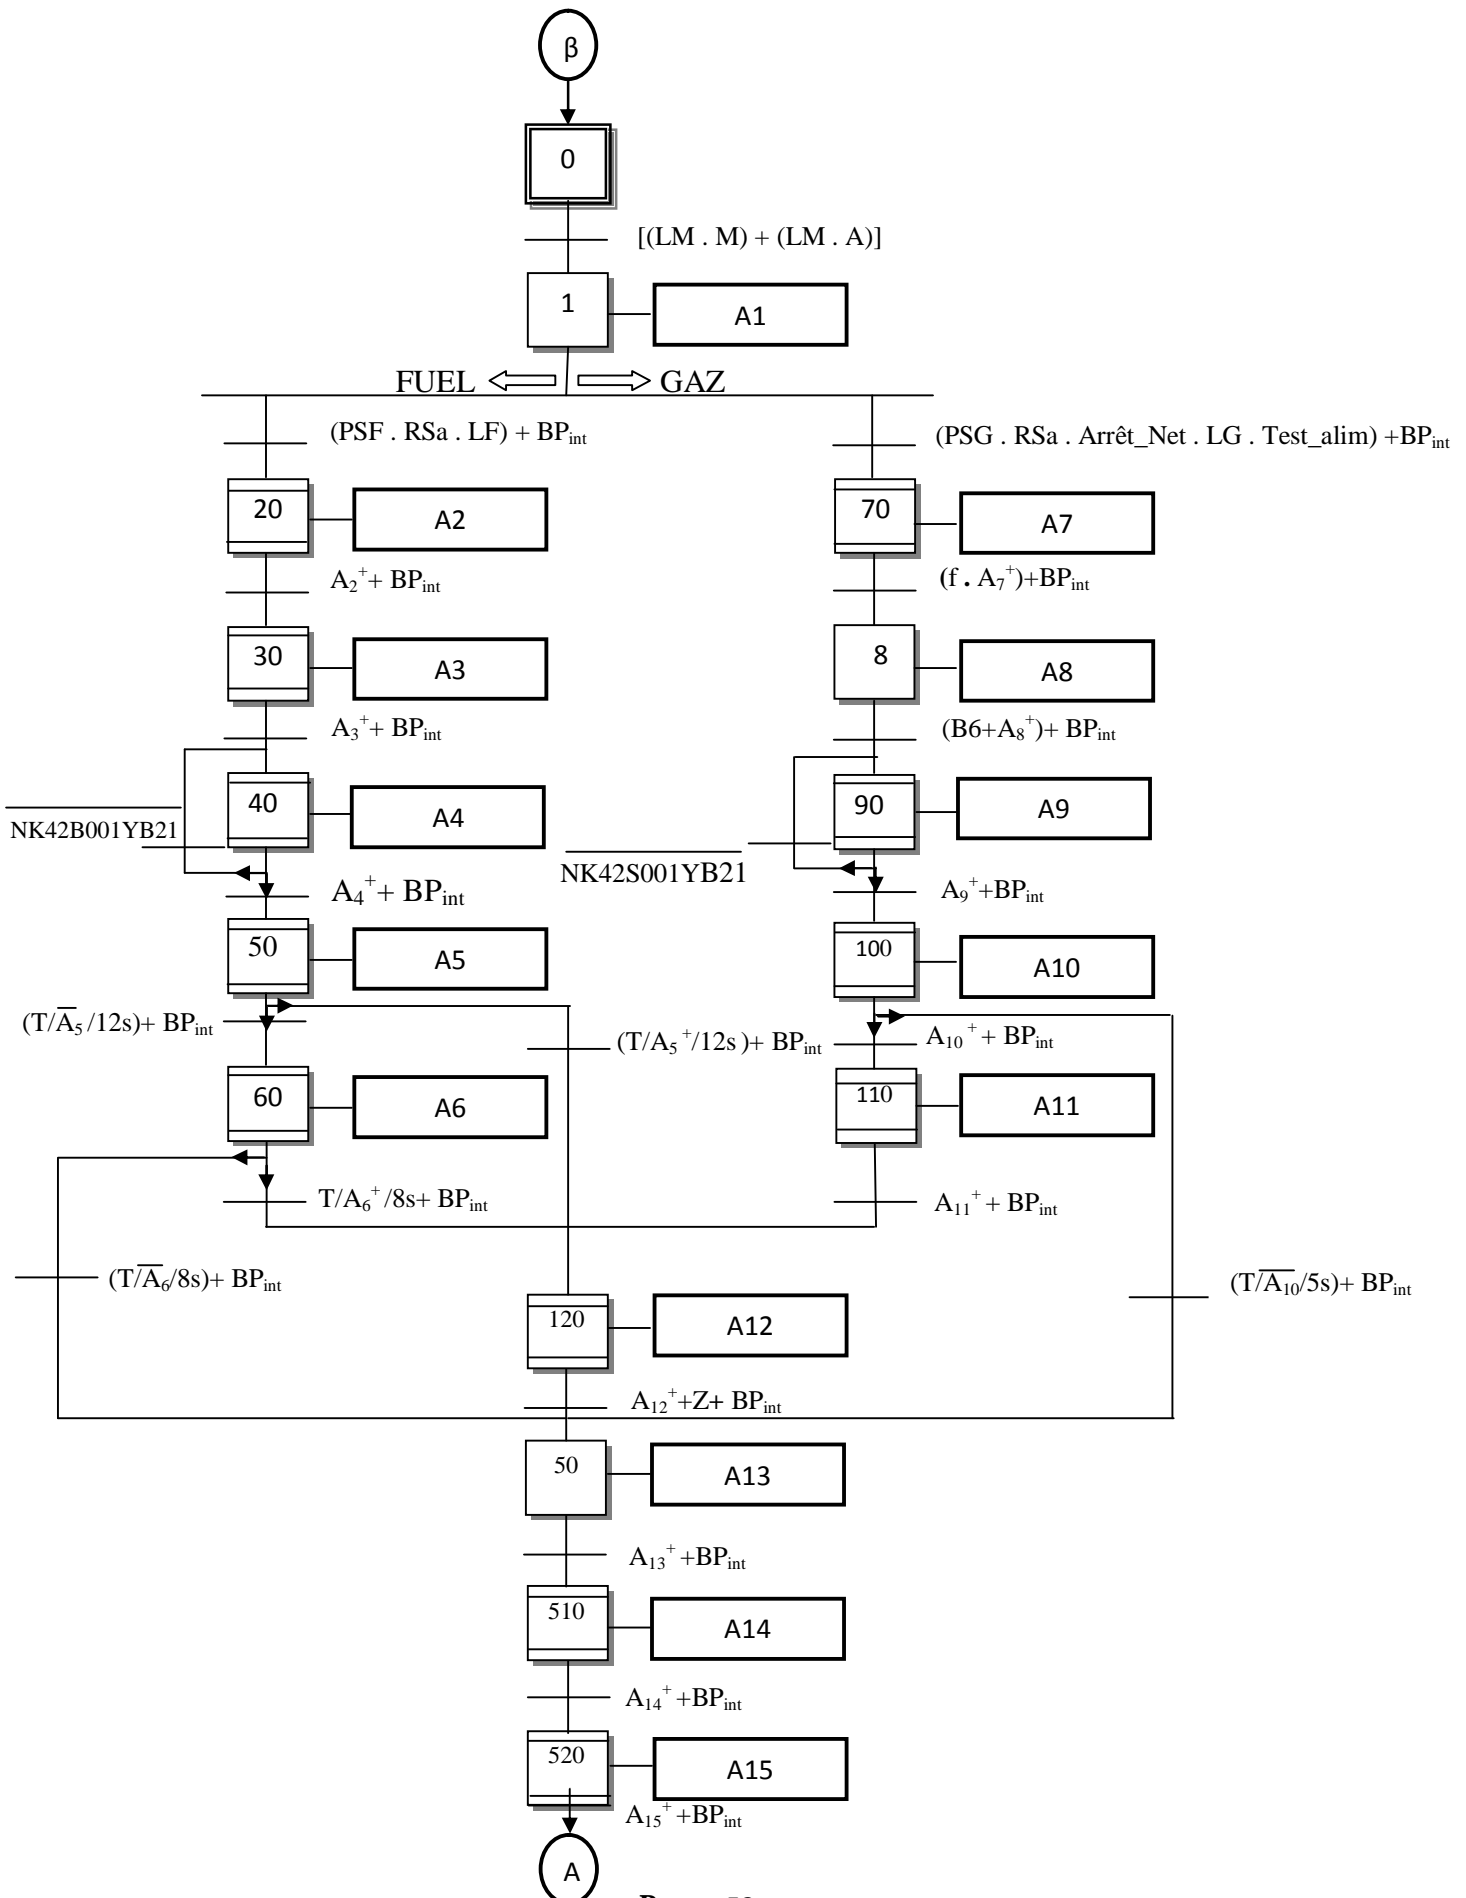 β
0
[(LM . M) + (LM . A)]
1
A1
FUEL GAZ
(PSF . RSa . LF) + BPint
(PSG . RSa . Arrêt_Net . LG . Test_alim) +BPint
20
A2
70
A7
A2+ + BPint
(f . A7+)+BPint
30
A3
8
A8
A3+ + BPint
(B6+A8+)+ BPint
40
A4
90
A9
NK42B001YB21
NK42S001YB21
A4+ + BPint
A9+ +BPint
50
A5
100
A10
(T/A̅5 /12s)+ BPint
(T/A5+ /12s )+ BPint
A10+ + BPint
60
A6
110
A11
T/A6+ /8s+ BPint
A11+ + BPint
(T/A̅6/8s)+ BPint
(T/A̅1̅0̅/5s)+ BPint
120
A12
A12+ +Z+ BPint
50
A13
A13+ +BPint
510
A14
A14+ +BPint
520
A15
A15+ +BPint
A